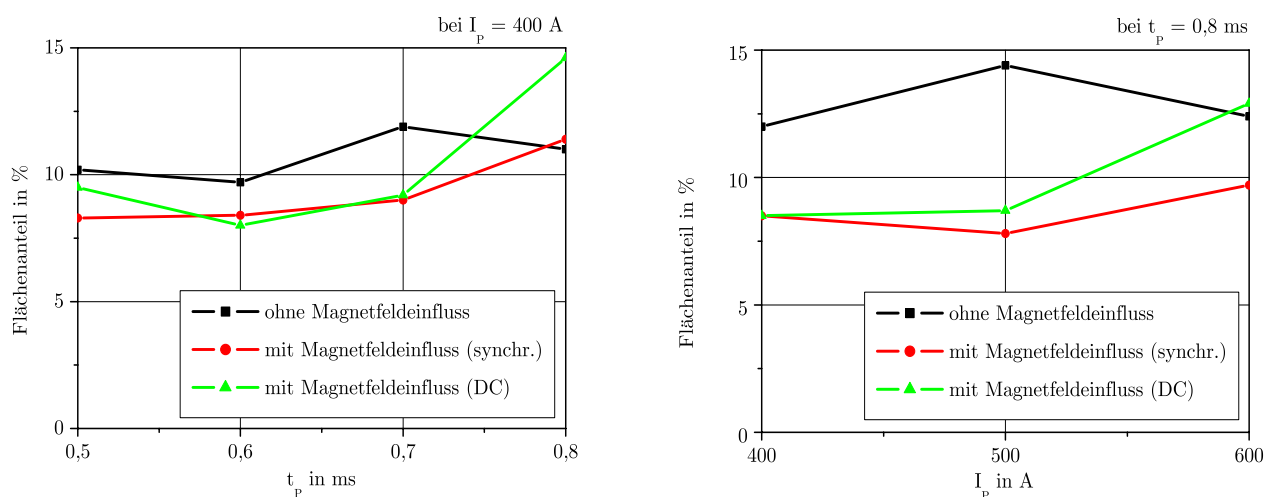 bei I_P = 400 A
15
10
5
0
Flächenanteil in %
ohne Magnetfeldeinfluss
mit Magnetfeldeinfluss (synchr.)
mit Magnetfeldeinfluss (DC)
0,5 0,6 0,7 0,8
t_P in ms
bei t_P = 0,8 ms
15
10
5
0
Flächenanteil in %
ohne Magnetfeldeinfluss
mit Magnetfeldeinfluss (synchr.)
mit Magnetfeldeinfluss (DC)
400 500 600
I_P in A